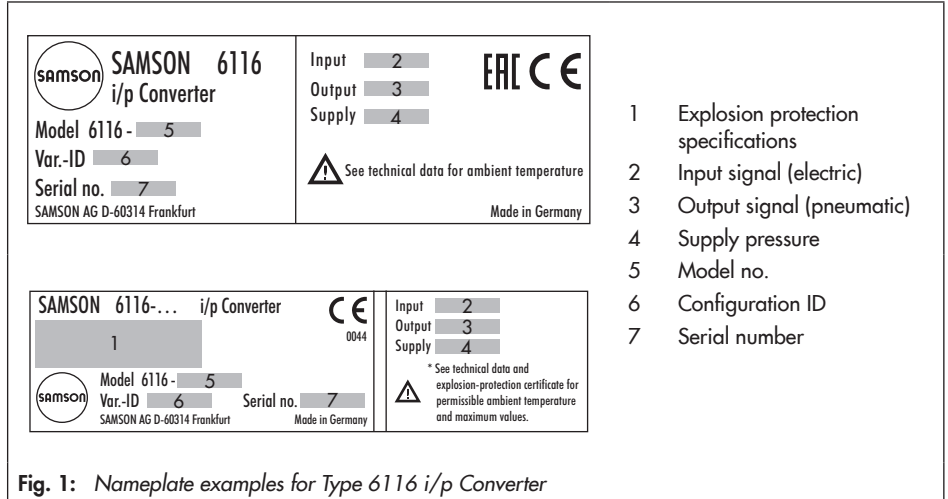 samson
SAMSON 6116
i/p Converter
Model 6116 - 5
Var.-ID 6
Serial no. 7
SAMSON AG D-60314 Frankfurt
Input 2
Output 3
Supply 4
EAC CE
! See technical data for ambient temperature
Made in Germany
SAMSON 6116-... i/p Converter
CE
0044
1
samson
Model 6116 - 5
Var.-ID 6 Serial no. 7
SAMSON AG D-60314 Frankfurt Made in Germany
Input 2
Output 3
Supply 4
* See technical data and
! explosion-protection certificate for
permissible ambient temperature
and maximum values.
1 Explosion protection
specifications
2 Input signal (electric)
3 Output signal (pneumatic)
4 Supply pressure
5 Model no.
6 Configuration ID
7 Serial number
Fig. 1: Nameplate examples for Type 6116 i/p Converter